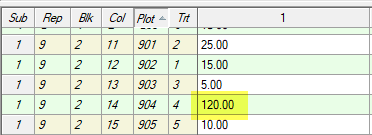 Sub Rep Blk Col Plot Trt 1
1 9 2 11 901 2 25.00
1 9 2 12 902 1 15.00
1 9 2 13 903 3 5.00
1 9 2 14 904 4 120.00
1 9 2 15 905 5 10.00